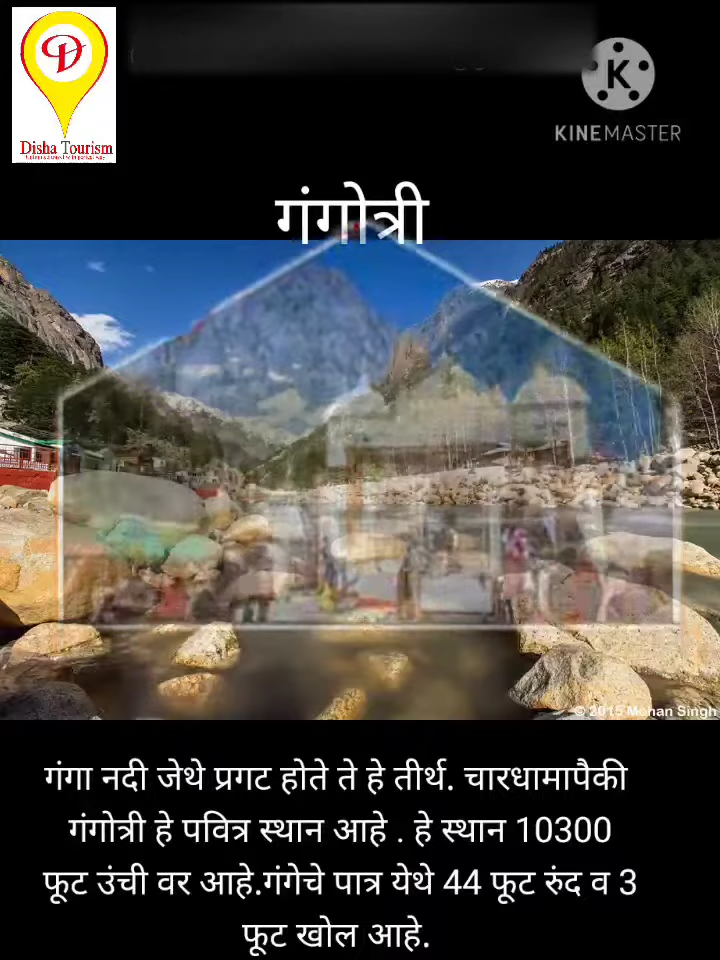 Disha Tourism
KINEMASTER
गंगोत्री
© 2015 Mohan Singh
गंगा नदी जेथे प्रगट होते ते हे तीर्थ. चारधामापैकी
गंगोत्री हे पवित्र स्थान आहे . हे स्थान 10300
फूट उंची वर आहे.गंगेचे पात्र येथे 44 फूट रुंद व 3
फूट खोल आहे.